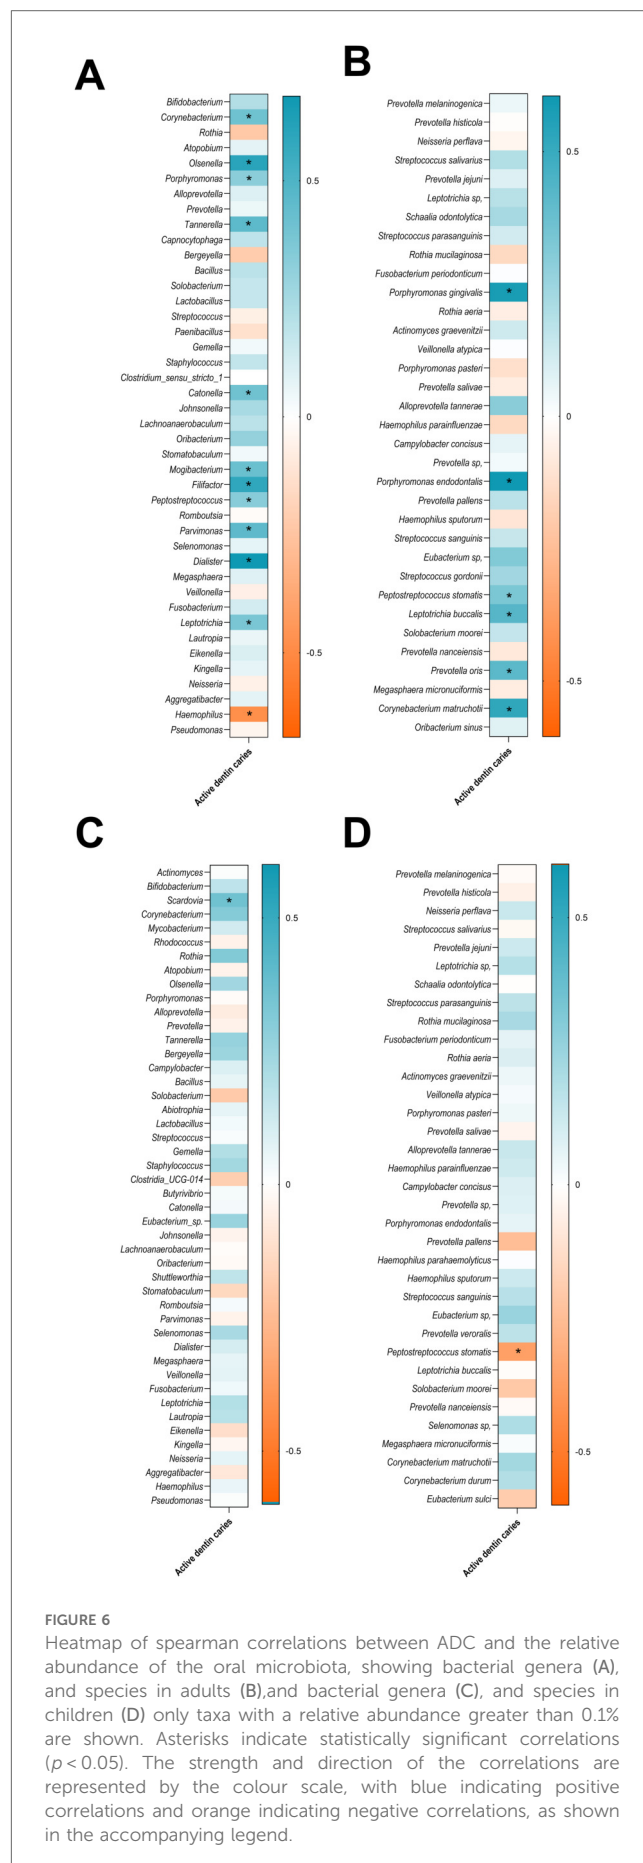 A
Bifidobacterium
Corynebacterium *
Rothia
Atopobium
Olsenella *
Porphyromonas *
Alloprevotella
Prevotella
Tannerella *
Capnocytophaga
Bergeyella
Bacillus
Solobacterium
Lactobacillus
Streptococcus
Paenibacillus
Gemella
Staphylococcus
Clostridium_sensu_stricto_1
Catonella *
Johnsonella
Lachnoanaerobaculum
Oribacterium
Stomatobaculum
Mogibacterium *
Filifactor *
Peptostreptococcus *
Romboutsia
Parvimonas *
Selenomonas
Dialister *
Megasphaera
Veillonella
Fusobacterium
Leptotrichia *
Lautropia
Eikenella
Kingella
Neisseria
Aggregatibacter
Haemophilus *
Pseudomonas
Active dentin caries
0.5
0
-0.5
B
Prevotella melaninogenica
Prevotella histicola
Neisseria perflava
Streptococcus salivarius
Prevotella jejuni
Leptotrichia sp,
Schaalia odontolytica
Streptococcus parasanguinis
Rothia mucilaginosa
Fusobacterium periodonticum
Porphyromonas gingivalis *
Rothia aeria
Actinomyces graevenitzii
Veillonella atypica
Porphyromonas pasteri
Prevotella salivae
Alloprevotella tannerae
Haemophilus parainfluenzae
Campylobacter concisus
Prevotella sp,
Porphyromonas endodontalis *
Prevotella pallens
Haemophilus sputorum
Streptococcus sanguinis
Eubacterium sp,
Streptococcus gordonii
Peptostreptococcus stomatis *
Leptotrichia buccalis *
Solobacterium moorei
Prevotella nanceiensis
Prevotella oris *
Megasphaera micronuciformis
Corynebacterium matruchotii *
Oribacterium sinus
Active dentin caries
0.5
0
-0.5
C
Actinomyces
Bifidobacterium
Scardovia *
Corynebacterium
Mycobacterium
Rhodococcus
Rothia
Atopobium
Olsenella
Porphyromonas
Alloprevotella
Prevotella
Tannerella
Bergeyella
Campylobacter
Bacillus
Solobacterium
Abiotrophia
Lactobacillus
Streptococcus
Gemella
Staphylococcus
Clostridia_UCG-014
Butyrivibrio
Catonella
Eubacterium_sp.
Johnsonella
Lachnoanaerobaculum
Oribacterium
Shuttleworthia
Stomatobaculum
Romboutsia
Parvimonas
Selenomonas
Dialister
Megasphaera
Veillonella
Fusobacterium
Leptotrichia
Lautropia
Eikenella
Kingella
Neisseria
Aggregatibacter
Haemophilus
Pseudomonas
Active dentin caries
0.5
0
-0.5
D
Prevotella melaninogenica
Prevotella histicola
Neisseria perflava
Streptococcus salivarius
Prevotella jejuni
Leptotrichia sp,
Schaalia odontolytica
Streptococcus parasanguinis
Rothia mucilaginosa
Fusobacterium periodonticum
Rothia aeria
Actinomyces graevenitzii
Veillonella atypica
Porphyromonas pasteri
Prevotella salivae
Alloprevotella tannerae
Haemophilus parainfluenzae
Campylobacter concisus
Prevotella sp,
Porphyromonas endodontalis
Prevotella pallens
Haemophilus parahaemolyticus
Haemophilus sputorum
Streptococcus sanguinis
Eubacterium sp,
Prevotella veroralis
Peptostreptococcus stomatis *
Leptotrichia buccalis
Solobacterium moorei
Prevotella nanceiensis
Selenomonas sp,
Megasphaera micronuciformis
Corynebacterium matruchotii
Corynebacterium durum
Eubacterium sulci
Active dentin caries
0.5
0
-0.5
FIGURE 6
Heatmap of spearman correlations between ADC and the relative
abundance of the oral microbiota, showing bacterial genera (A),
and species in adults (B),and bacterial genera (C), and species in
children (D) only taxa with a relative abundance greater than 0.1%
are shown. Asterisks indicate statistically significant correlations
(p < 0.05). The strength and direction of the correlations are
represented by the colour scale, with blue indicating positive
correlations and orange indicating negative correlations, as shown
in the accompanying legend.